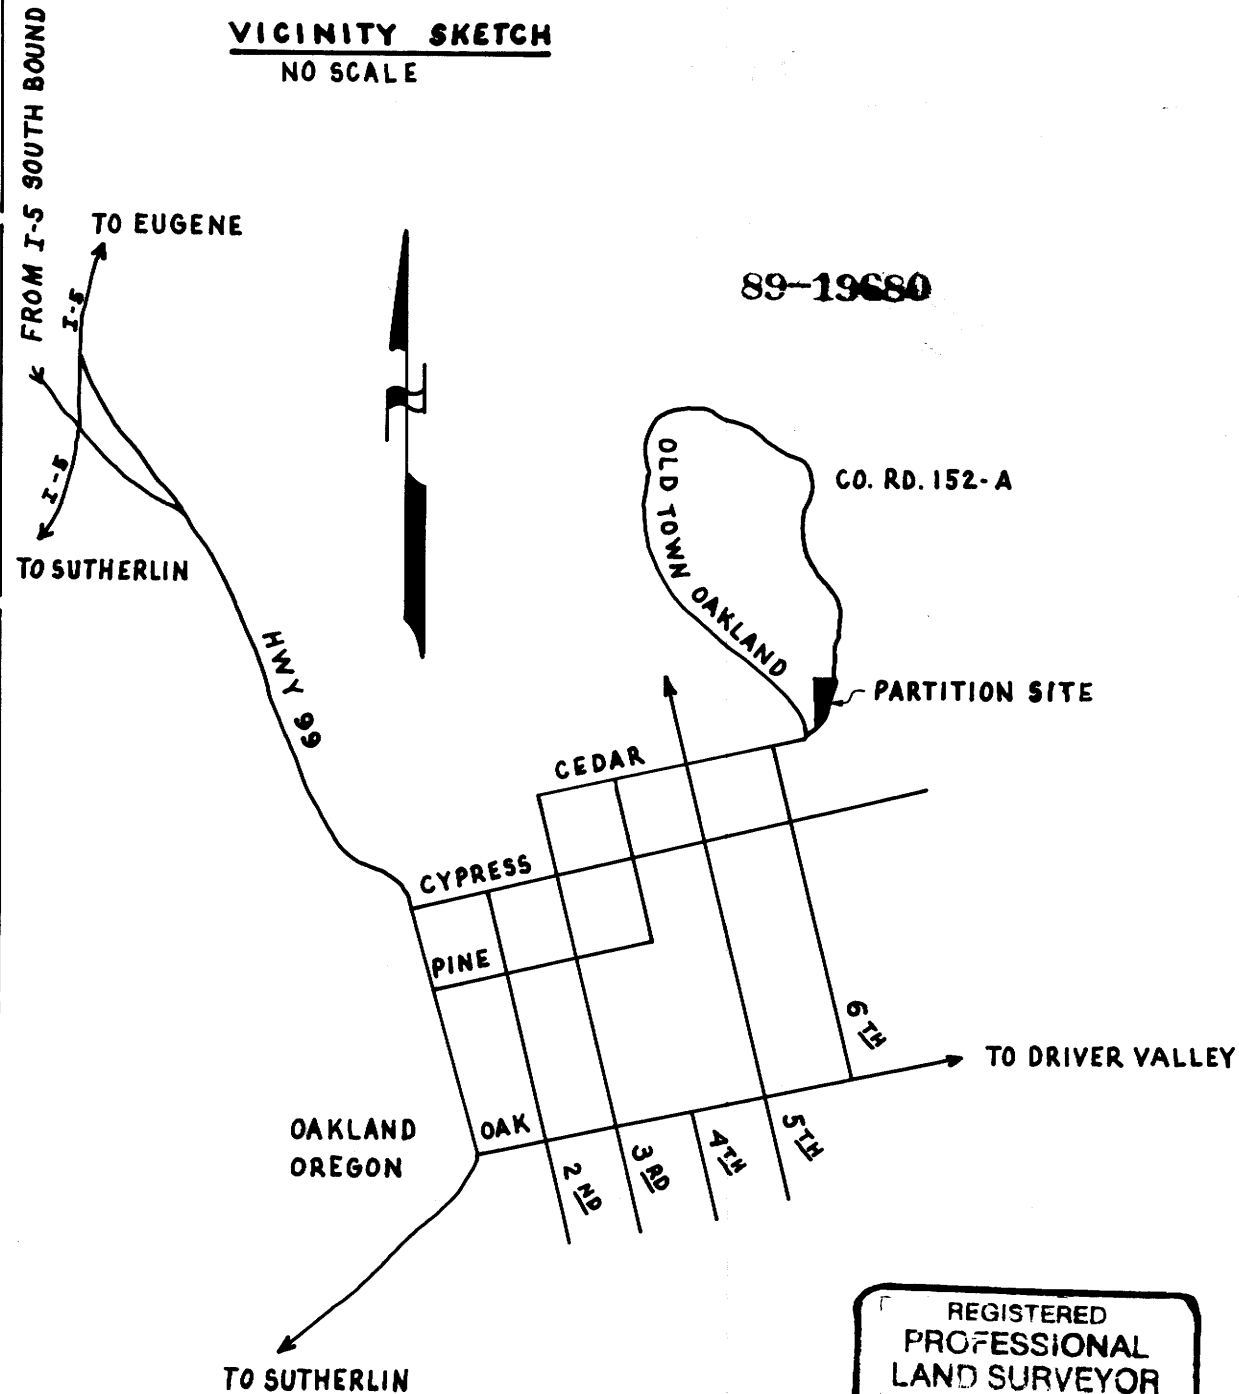 VICINITY SKETCH
NO SCALE
FROM I-5 SOUTH BOUND
TO EUGENE
I-5
89-19680
OLD TOWN OAKLAND
CO. RD. 152-A
I-5
TO SUTHERLIN
HWY 99
PARTITION SITE
CEDAR
CYPRESS
PINE
6TH
TO DRIVER VALLEY
OAK
OAKLAND
OREGON
2ND
3RD
4TH
5TH
TO SUTHERLIN
REGISTERED
PROFESSIONAL
LAND SURVEYOR